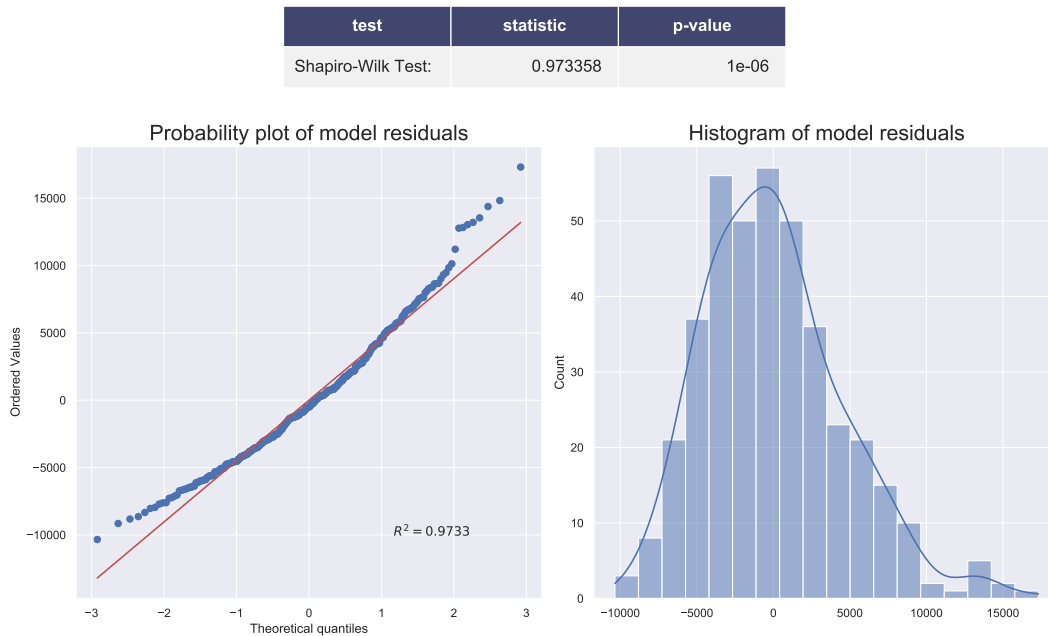 test statistic p-value
Shapiro-Wilk Test: 0.973358 1e-06
Probability plot of model residuals
15000
10000
5000
0
−5000
−10000
Ordered Values
R² = 0.9733
−3 −2 −1 0 1 2 3
Theoretical quantiles
Histogram of model residuals
50
40
30
20
10
0
Count
−10000 −5000 0 5000 10000 15000